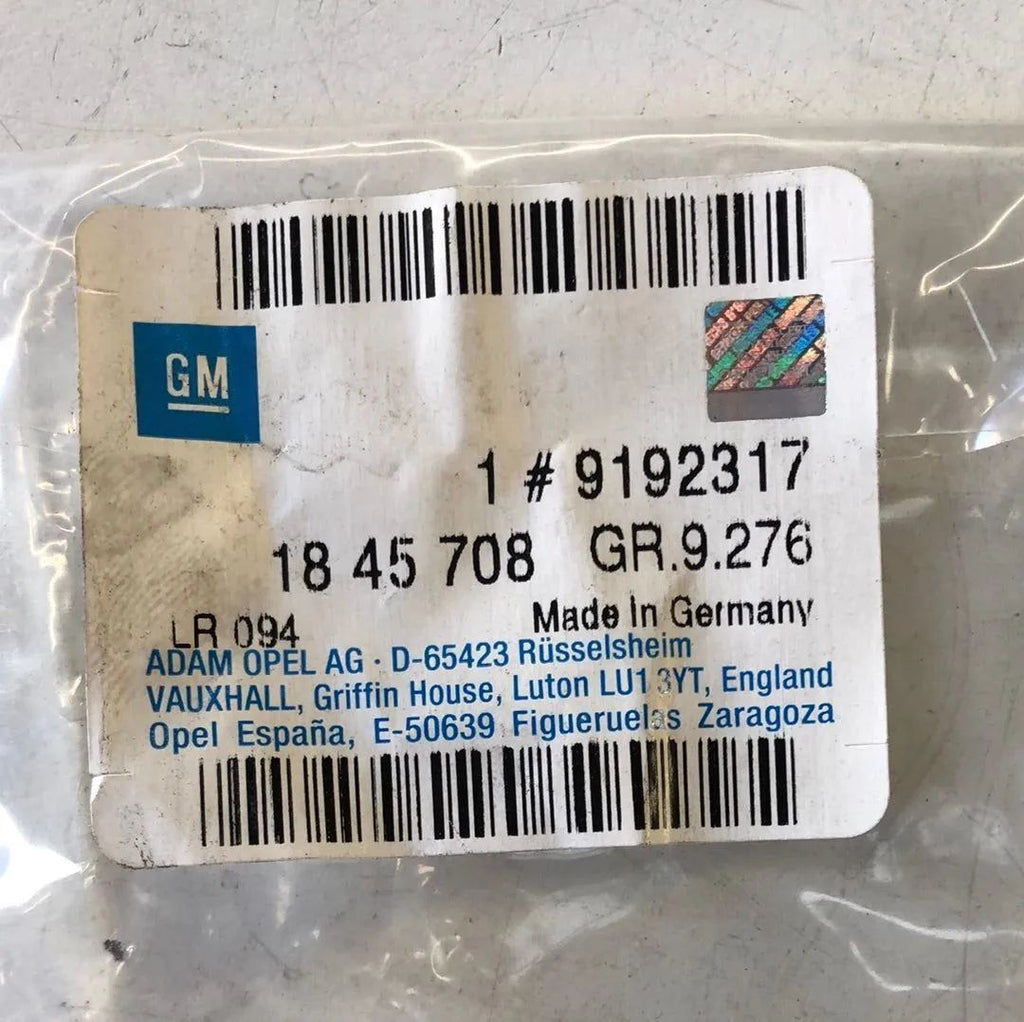 GM
1 # 9192317
18 45 708 GR.9.276
LR 094 Made In Germany
ADAM OPEL AG · D-65423 Rüsselsheim
VAUXHALL, Griffin House, Luton LU1 3YT, England
Opel España, E-50639 Figueruelas Zaragoza